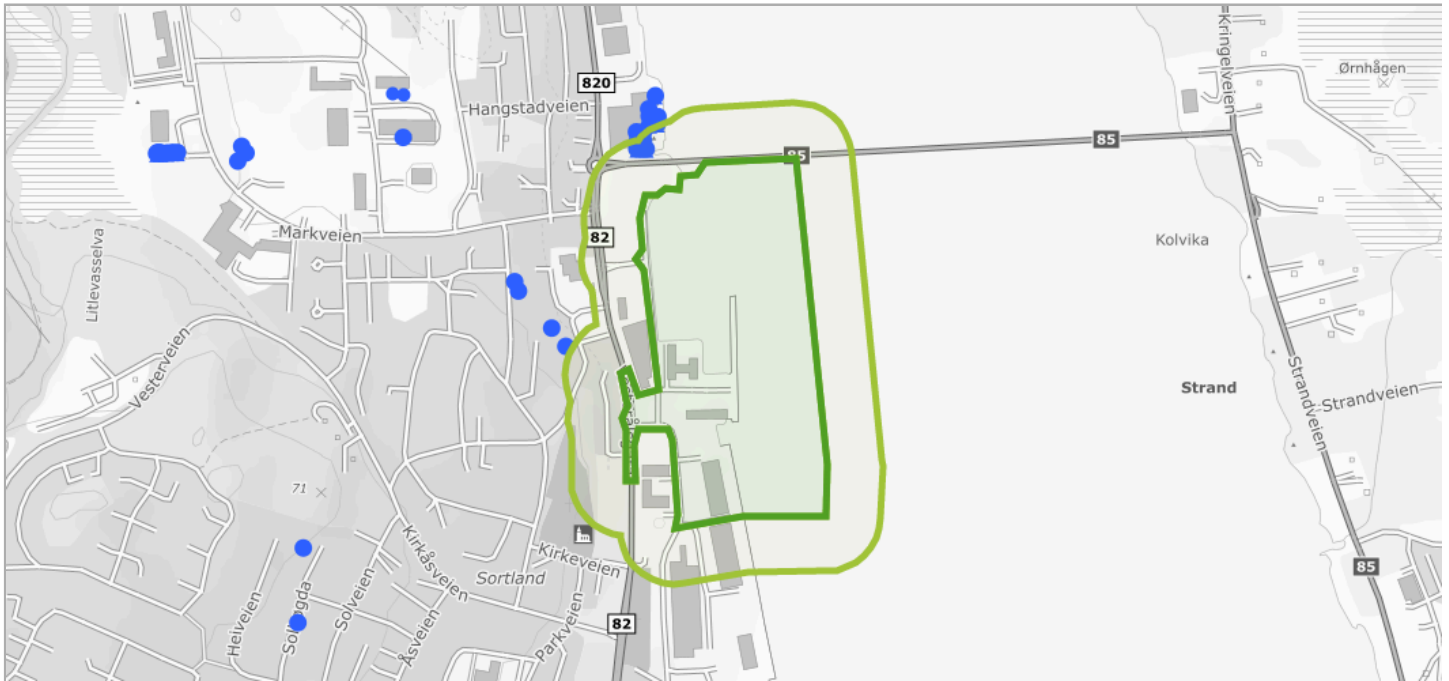 Kringelveien
Ørnhågen
820
Hangstadveien
85
85
Markveien
82
Kolvika
Litlevasselva
Vesterveien
Strandveien
Strand
Strandveien
71
Kirkåsveien
Kirkeveien
Sortland
85
Heiveien
Solveien
Åsveien
Parkveien
82